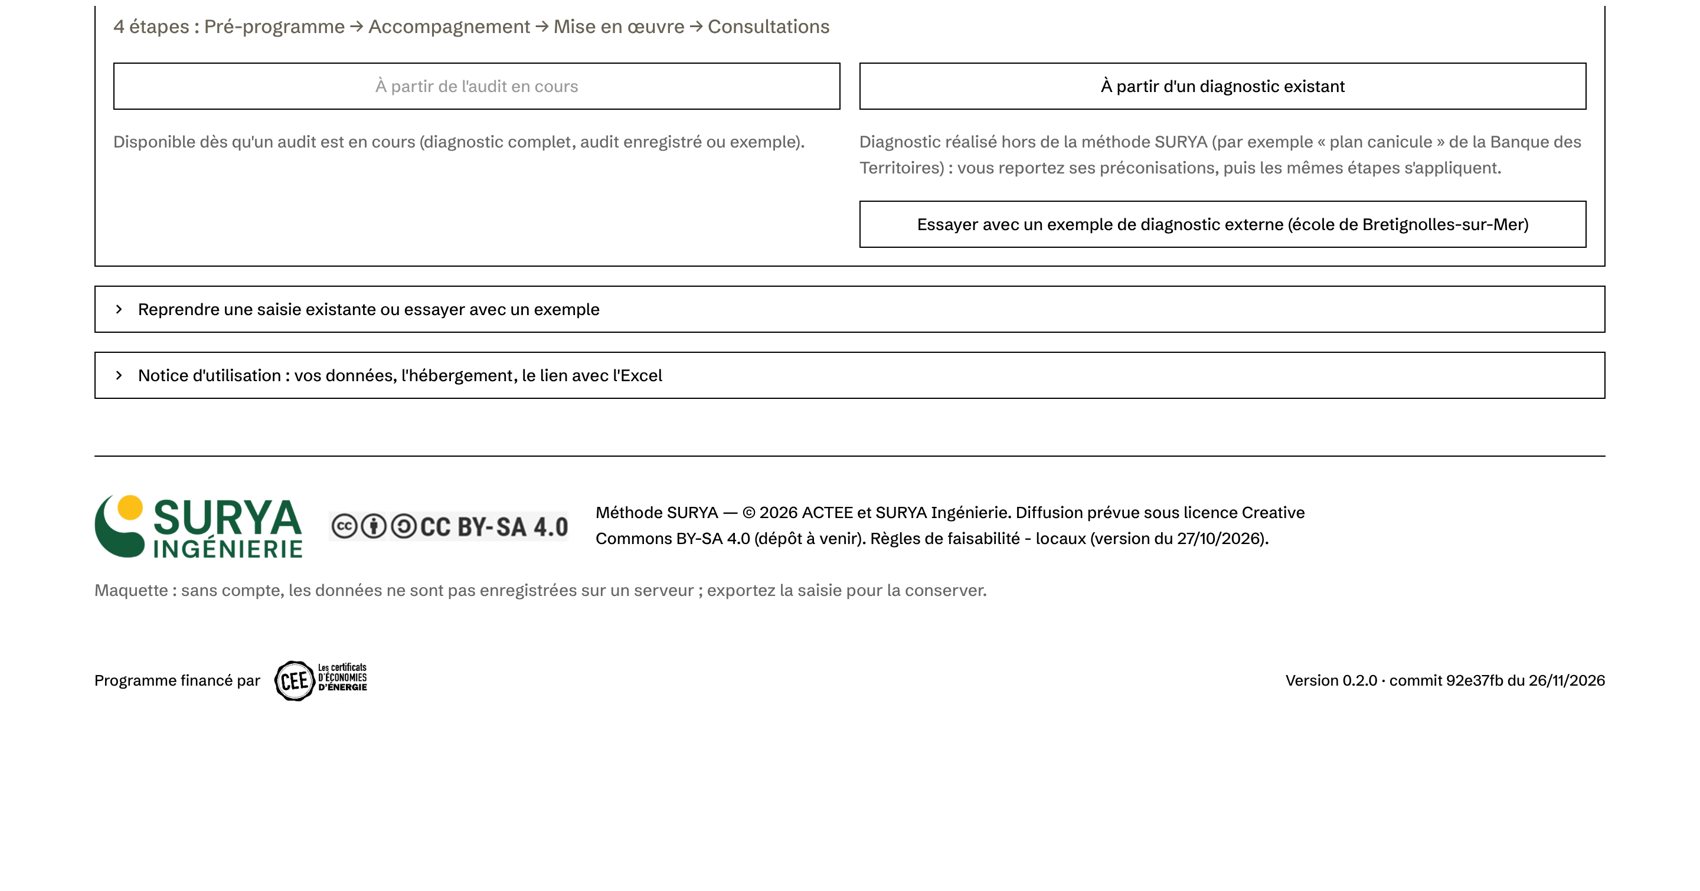 4 étapes : Pré-programme → Accompagnement → Mise en œuvre → Consultations
À partir de l'audit en cours
Disponible dès qu'un audit est en cours (diagnostic complet, audit enregistré ou exemple).
À partir d'un diagnostic existant
Diagnostic réalisé hors de la méthode SURYA (par exemple « plan canicule » de la Banque des
Territoires) : vous reportez ses préconisations, puis les mêmes étapes s'appliquent.
Essayer avec un exemple de diagnostic externe (école de Bretignolles-sur-Mer)
Reprendre une saisie existante ou essayer avec un exemple
Notice d'utilisation : vos données, l'hébergement, le lien avec l'Excel
SURYA
INGÉNIERIE
cc CC BY-SA 4.0
Méthode SURYA — © 2026 ACTEE et SURYA Ingénierie. Diffusion prévue sous licence Creative
Commons BY-SA 4.0 (dépôt à venir). Règles de faisabilité - locaux (version du 27/10/2026).
Maquette : sans compte, les données ne sont pas enregistrées sur un serveur ; exportez la saisie pour la conserver.
Programme financé par
CEE
Les certificats
D'ÉCONOMIES
D'ÉNERGIE
Version 0.2.0 · commit 92e37fb du 26/11/2026